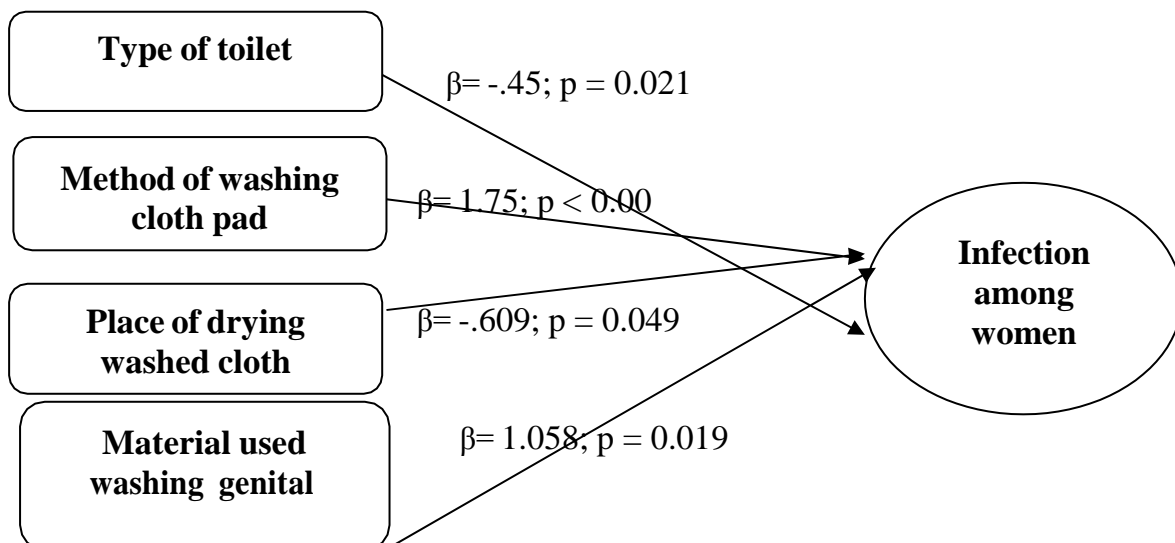 Type of toilet
β= -.45; p = 0.021
Method of washing
cloth pad
β= 1.75; p < 0.00
Place of drying
washed cloth
β= -.609; p = 0.049
Material used
washing genital
β= 1.058; p = 0.019
Infection
among
women